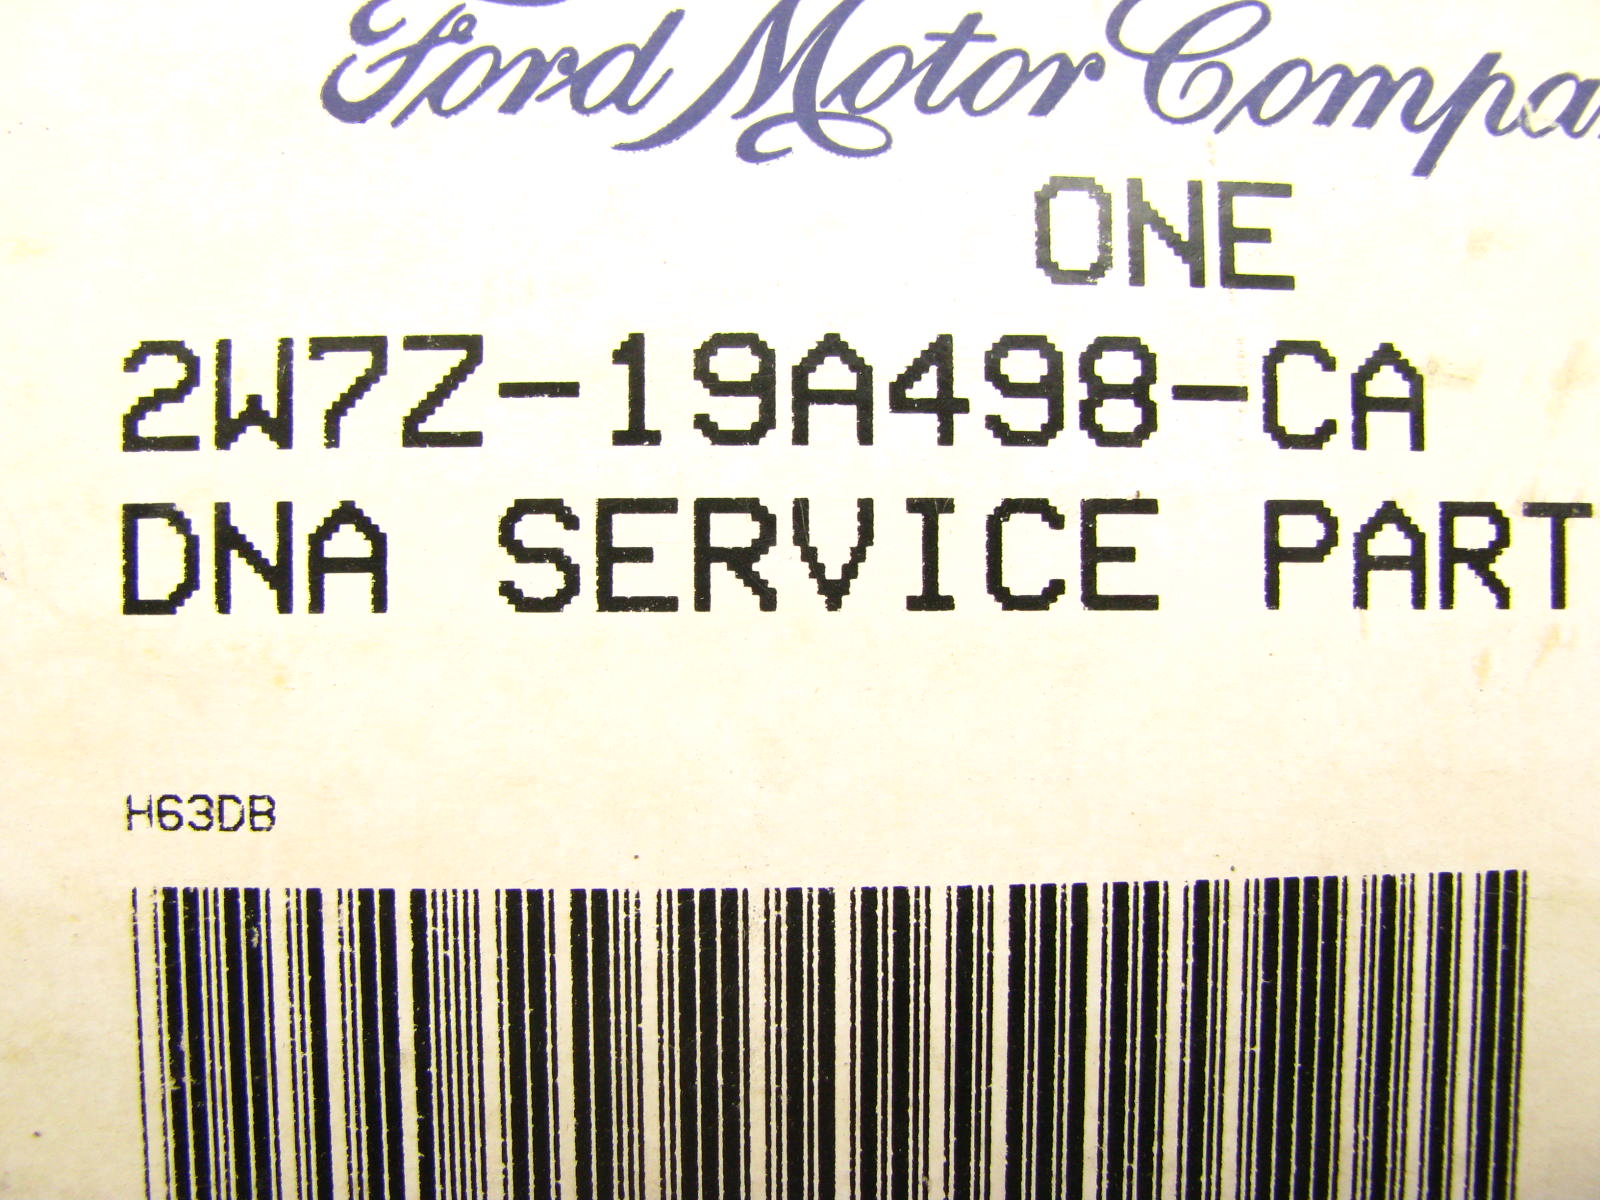 Ford Motor Compa
ONE
2W7Z-19A498-CA
DNA SERVICE PART
H63DB